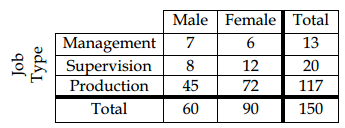 Male Female Total
Job Type
Management 7 6 13
Supervision 8 12 20
Production 45 72 117
Total 60 90 150